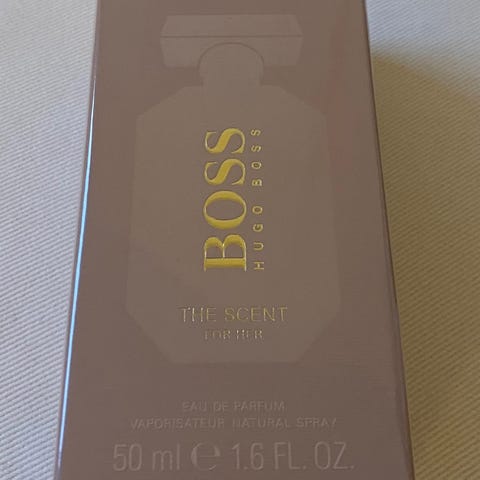 BOSS
HUGO BOSS
THE SCENT
FOR HER
EAU DE PARFUM
VAPORISATEUR NATURAL SPRAY
50 ml ℮ 1.6 FL. OZ.